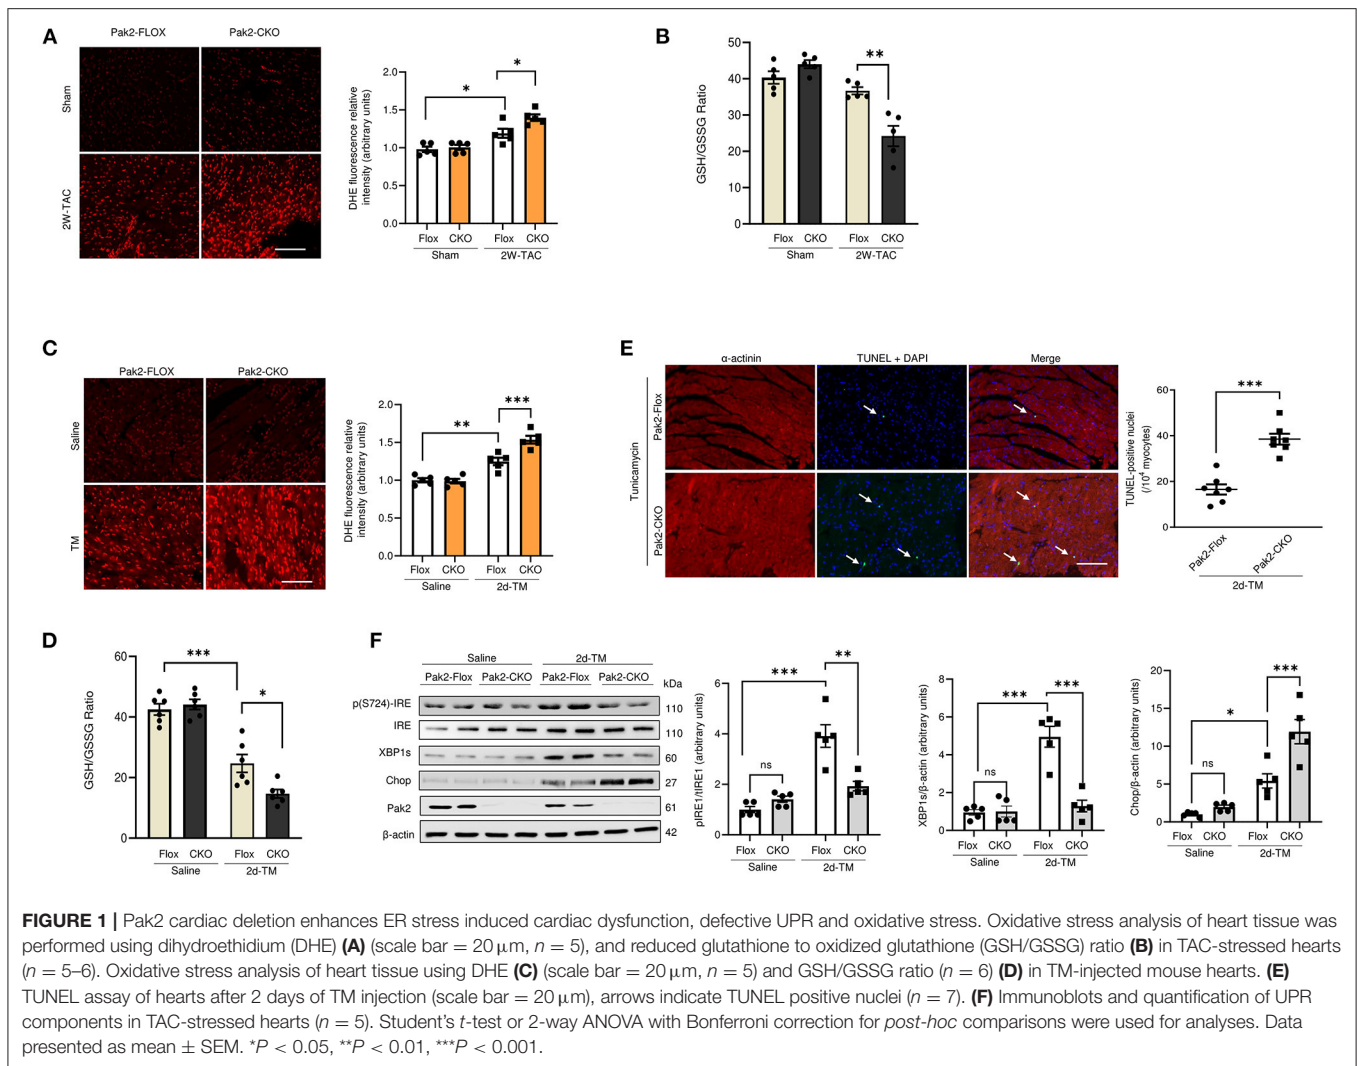 A
Pak2-FLOX Pak2-CKO
Sham
2W-TAC
DHE fluorescence relative
intensity (arbitrary units)
2.0
1.5
1.0
0.5
0.0
*
*
Flox CKO Flox CKO
Sham 2W-TAC
B
GSH/GSSG Ratio
50
40
30
20
10
0
**
Flox CKO Flox CKO
Sham 2W-TAC
C
Pak2-FLOX Pak2-CKO
Saline
TM
DHE fluorescence relative
intensity (arbitrary units)
2.0
1.5
1.0
0.5
0.0
**
***
Flox CKO Flox CKO
Saline 2d-TM
E
α-actinin TUNEL + DAPI Merge
Tunicamycin
Pak2-Flox
Pak2-CKO
TUNEL-positive nuclei
(/10⁴ myocytes)
60
40
20
0
***
Pak2-Flox Pak2-CKO
2d-TM
D
GSH/GSSG Ratio
60
40
20
0
***
*
Flox CKO Flox CKO
Saline 2d-TM
F
Saline 2d-TM
Pak2-Flox Pak2-CKO Pak2-Flox Pak2-CKO kDa
p(S724)-IRE 110
IRE 110
XBP1s 60
Chop 27
Pak2 61
β-actin 42
pIRE1/IIRE1 (arbitrary units)
6
4
2
0
ns
***
**
Flox CKO Flox CKO
Saline 2d-TM
XBP1s/β-actin (arbitrary units)
8
6
4
2
0
ns
***
***
Flox CKO Flox CKO
Saline 2d-TM
Chop/β-actin (arbitrary units)
20
15
10
5
0
ns
*
***
Flox CKO Flox CKO
Saline 2d-TM
FIGURE 1 | Pak2 cardiac deletion enhances ER stress induced cardiac dysfunction, defective UPR and oxidative stress. Oxidative stress analysis of heart tissue was
performed using dihydroethidium (DHE) (A) (scale bar = 20 μm, n = 5), and reduced glutathione to oxidized glutathione (GSH/GSSG) ratio (B) in TAC-stressed hearts
(n = 5–6). Oxidative stress analysis of heart tissue using DHE (C) (scale bar = 20 μm, n = 5) and GSH/GSSG ratio (n = 6) (D) in TM-injected mouse hearts. (E)
TUNEL assay of hearts after 2 days of TM injection (scale bar = 20 μm), arrows indicate TUNEL positive nuclei (n = 7). (F) Immunoblots and quantification of UPR
components in TAC-stressed hearts (n = 5). Student's t-test or 2-way ANOVA with Bonferroni correction for post-hoc comparisons were used for analyses. Data
presented as mean ± SEM. *P < 0.05, **P < 0.01, ***P < 0.001.